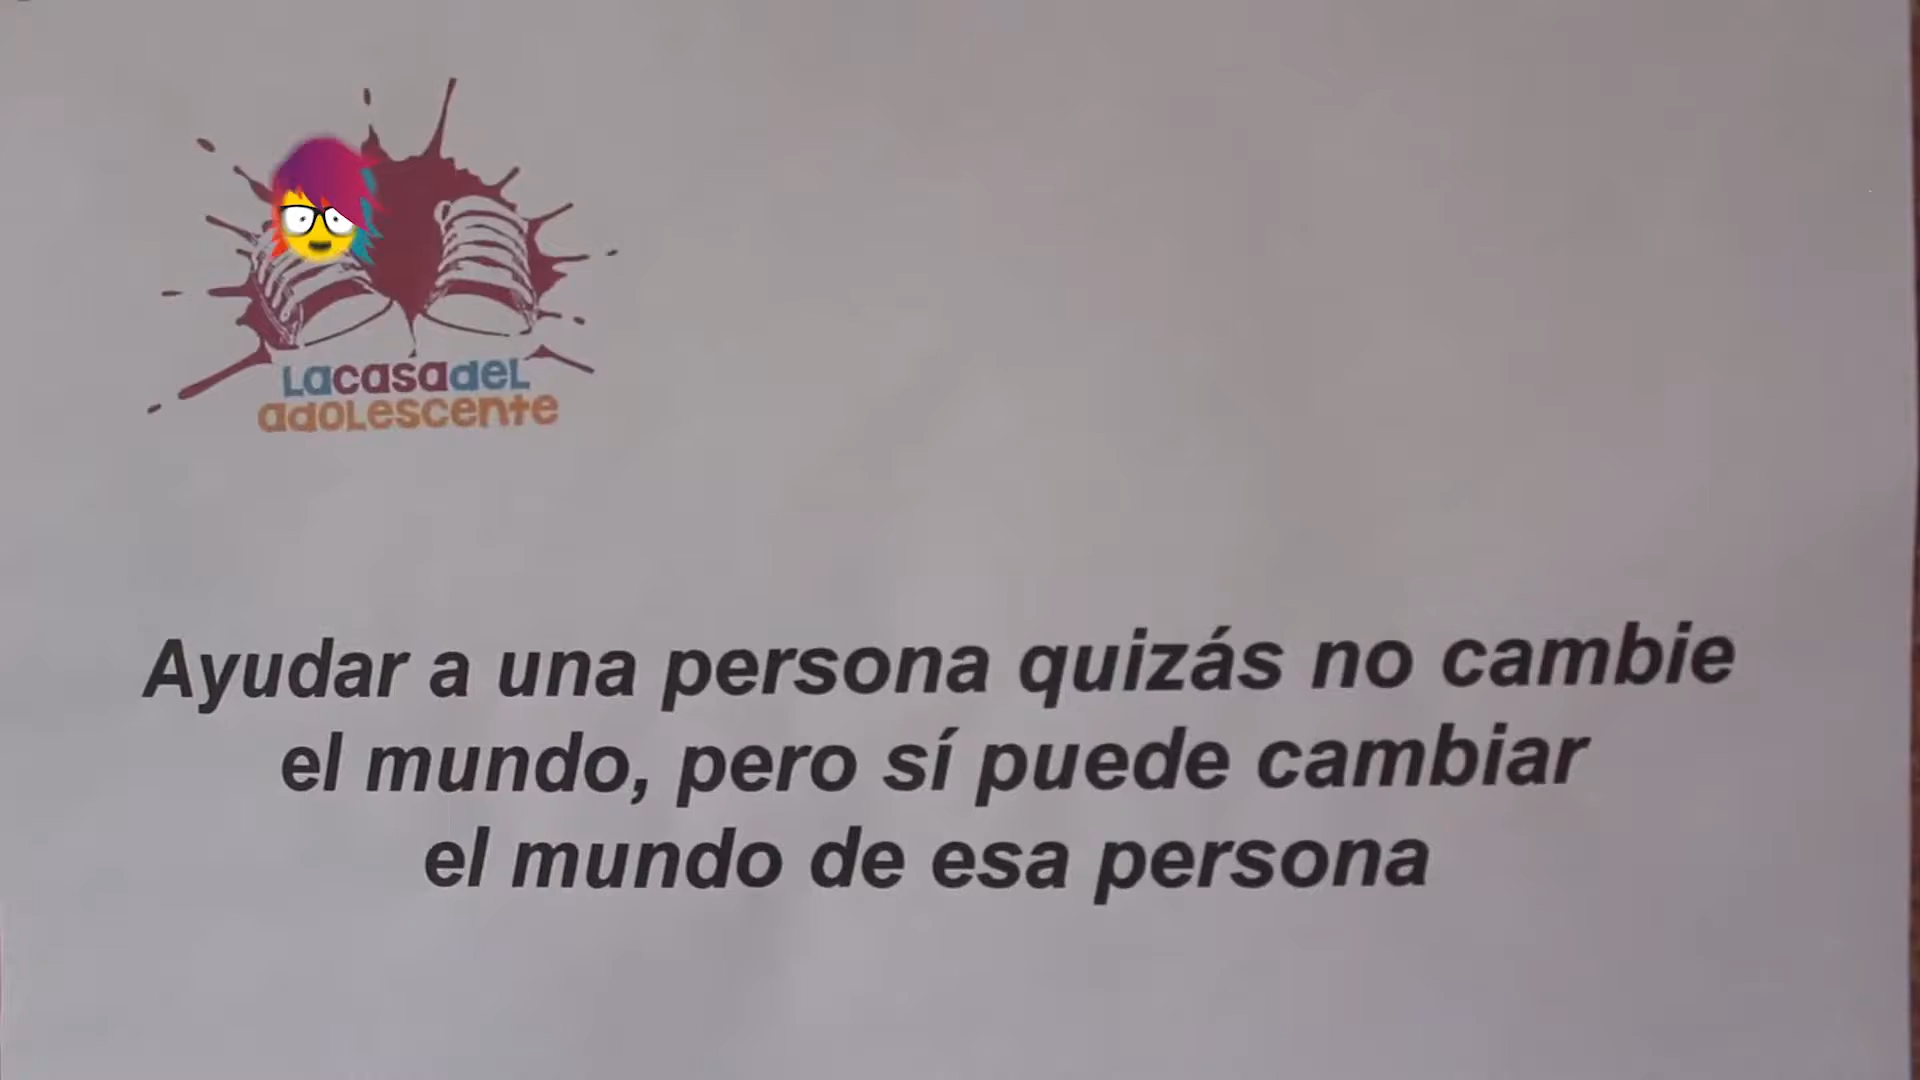 Lacasadel
adolescente
Ayudar a una persona quizás no cambie
el mundo, pero sí puede cambiar
el mundo de esa persona